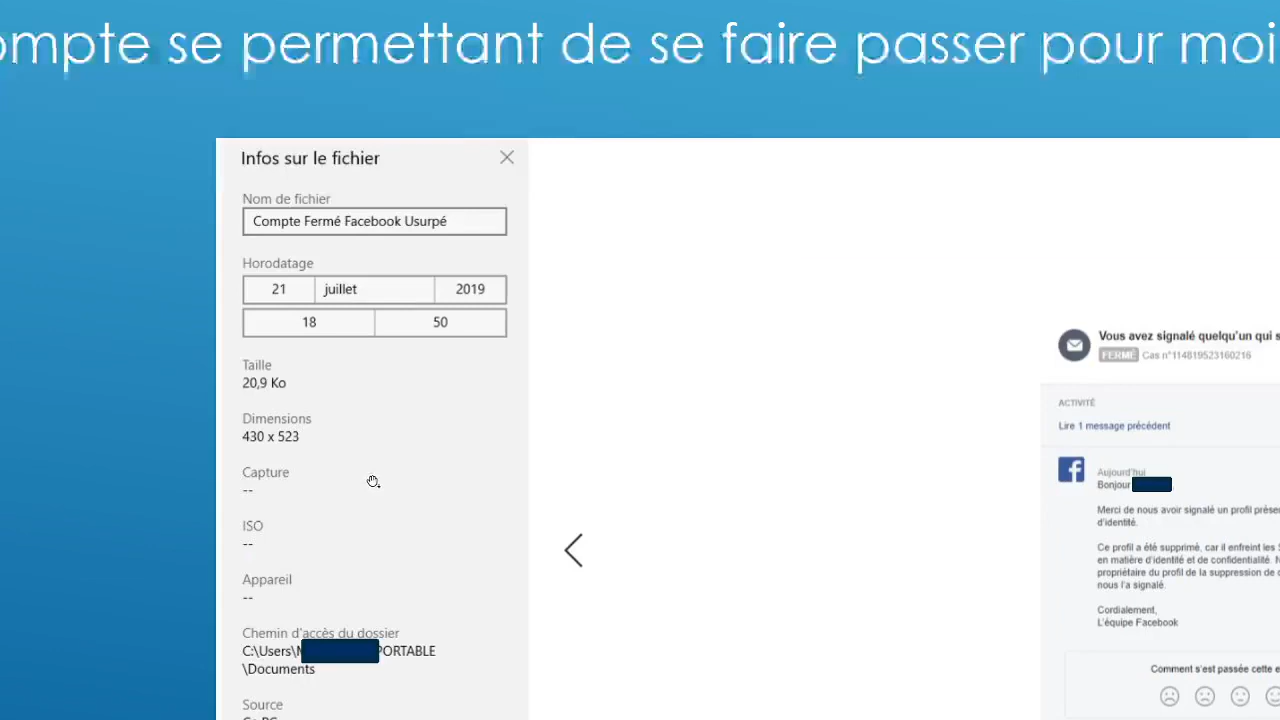 ompte se permettant de se faire passer pour moi
Infos sur le fichier
Nom de fichier
Compte Fermé Facebook Usurpé
Horodatage
21 juillet 2019
18 50
Taille
20,9 Ko
Dimensions
430 x 523
Capture
--
ISO
--
Appareil
--
Chemin d'accès du dossier
C:\Users\M PORTABLE
\Documents
Source
Ce PC
Vous avez signalé quelqu'un qui s
FERMÉ Cas n°114819523160216
ACTIVITÉ
Lire 1 message précédent
Aujourd'hui
Bonjour
Merci de nous avoir signalé un profil prése
d'identité.
Ce profil a été supprimé, car il enfreint les S
en matière d'identité et de confidentialité. N
propriétaire du profil de la suppression de c
nous l'a signalé.
Cordialement,
L'équipe Facebook
Comment s'est passée cette e